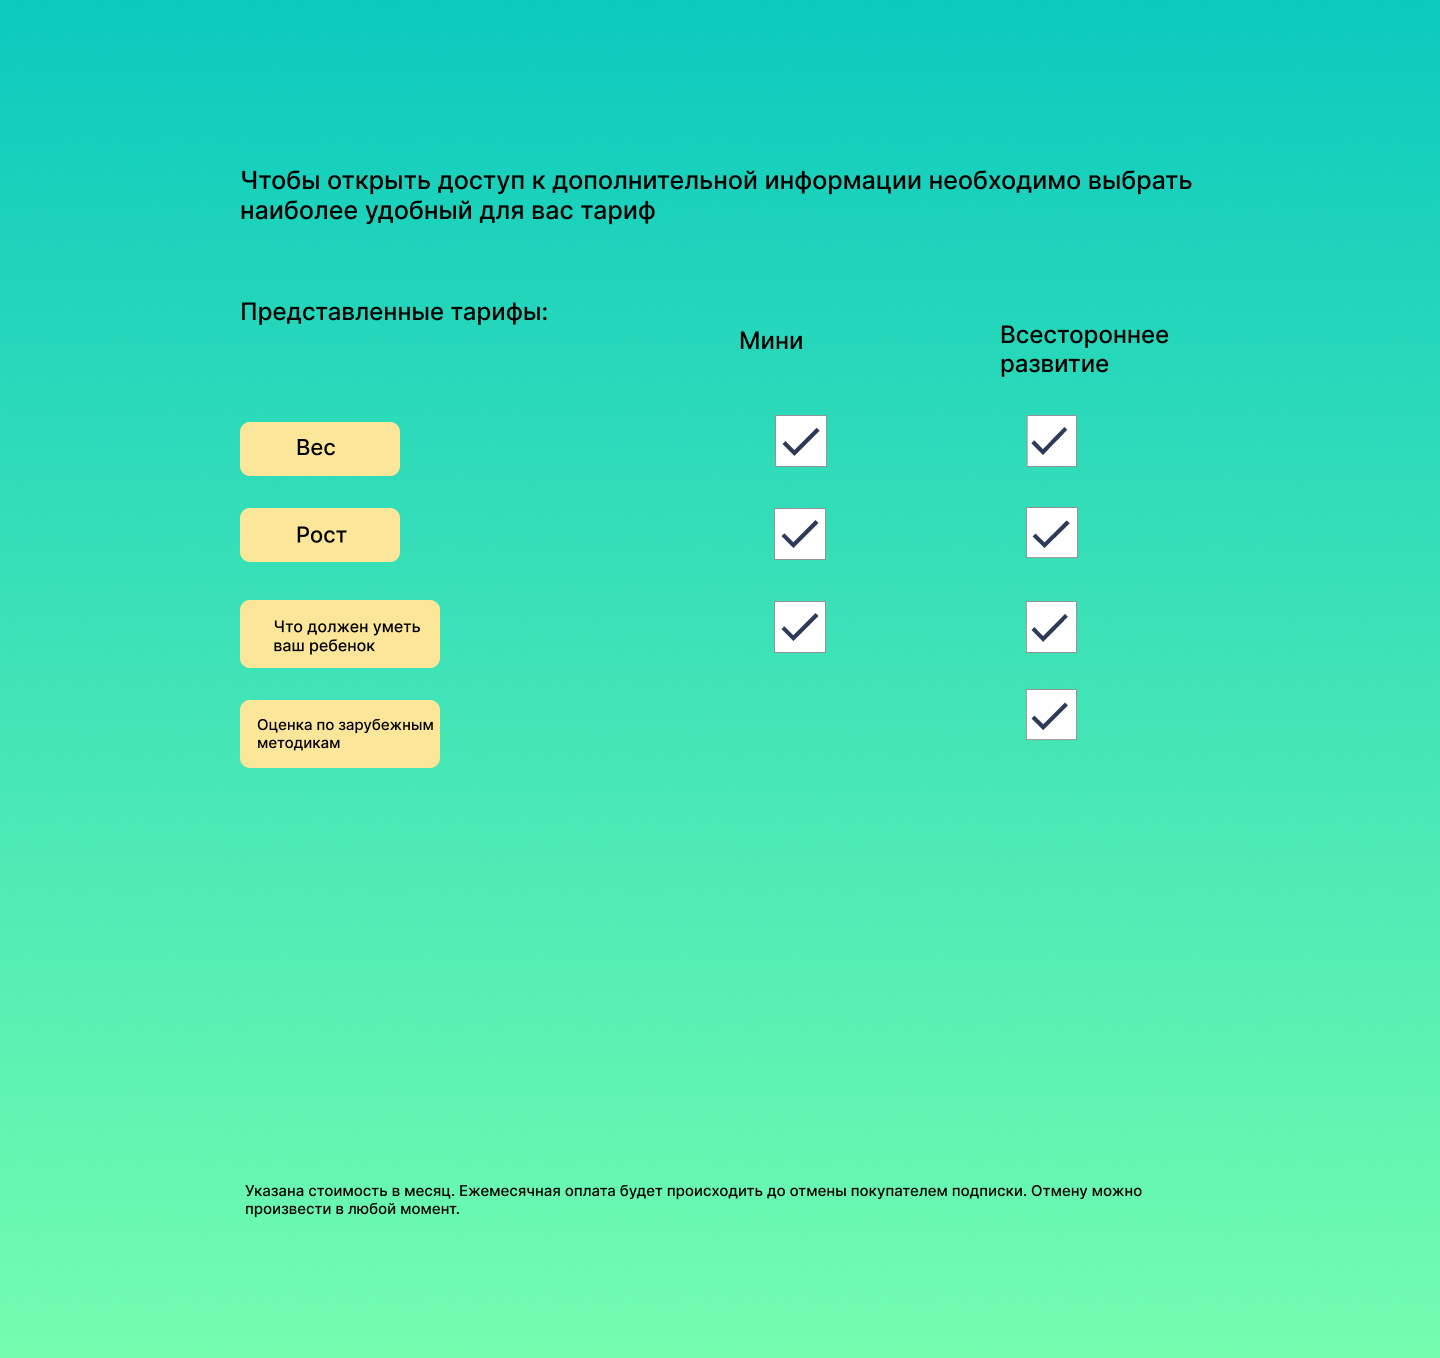 Чтобы открыть доступ к дополнительной информации необходимо выбрать
наиболее удобный для вас тариф
Представленные тарифы:
Мини
Всестороннее
развитие
Вес
Рост
Что должен уметь
ваш ребенок
Оценка по зарубежным
методикам
Указана стоимость в месяц. Ежемесячная оплата будет происходить до отмены покупателем подписки. Отмену можно
произвести в любой момент.